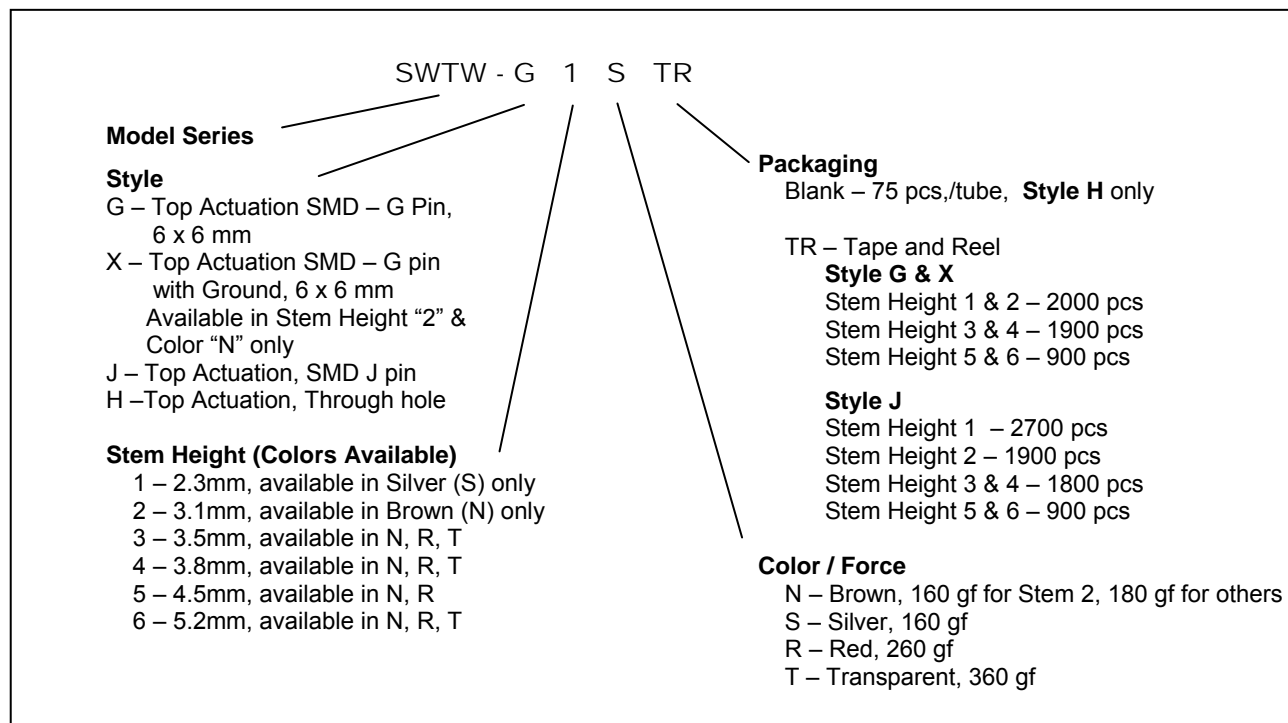 SWTW - G 1 S TR
Model Series
Style
G – Top Actuation SMD – G Pin,
6 x 6 mm
X – Top Actuation SMD – G pin
with Ground, 6 x 6 mm
Available in Stem Height “2” &
Color “N” only
J – Top Actuation, SMD J pin
H –Top Actuation, Through hole
Stem Height (Colors Available)
1 – 2.3mm, available in Silver (S) only
2 – 3.1mm, available in Brown (N) only
3 – 3.5mm, available in N, R, T
4 – 3.8mm, available in N, R, T
5 – 4.5mm, available in N, R
6 – 5.2mm, available in N, R, T
Packaging
Blank – 75 pcs,/tube, Style H only
TR – Tape and Reel
Style G & X
Stem Height 1 & 2 – 2000 pcs
Stem Height 3 & 4 – 1900 pcs
Stem Height 5 & 6 – 900 pcs
Style J
Stem Height 1 – 2700 pcs
Stem Height 2 – 1900 pcs
Stem Height 3 & 4 – 1800 pcs
Stem Height 5 & 6 – 900 pcs
Color / Force
N – Brown, 160 gf for Stem 2, 180 gf for others
S – Silver, 160 gf
R – Red, 260 gf
T – Transparent, 360 gf